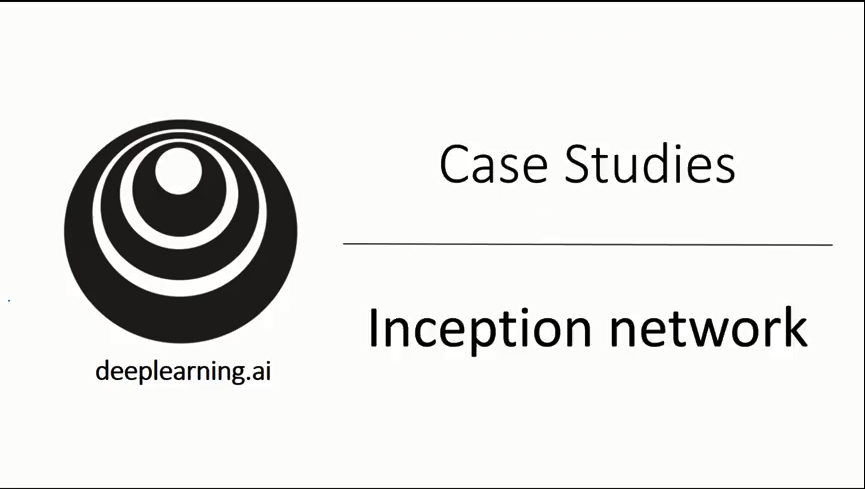 Case Studies
Inception network
deeplearning.ai